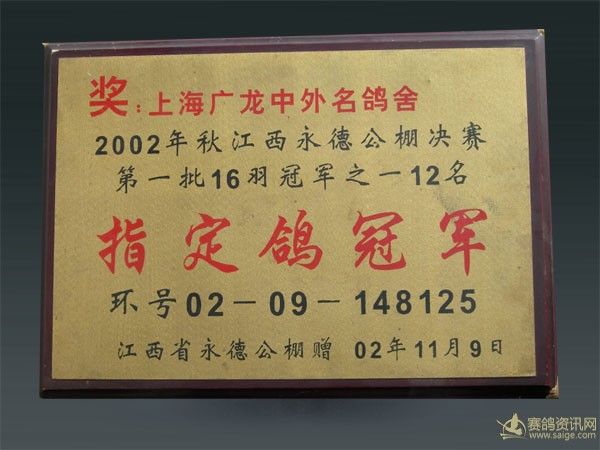 奖:上海广龙中外名鸽舍
2002年秋江西永德公棚决赛
第一批16羽冠军之一12名
指定鸽冠军
环号02-09-148125
江西省永德公棚赠 02年11月9日
赛鸽资讯网
www.saige.com